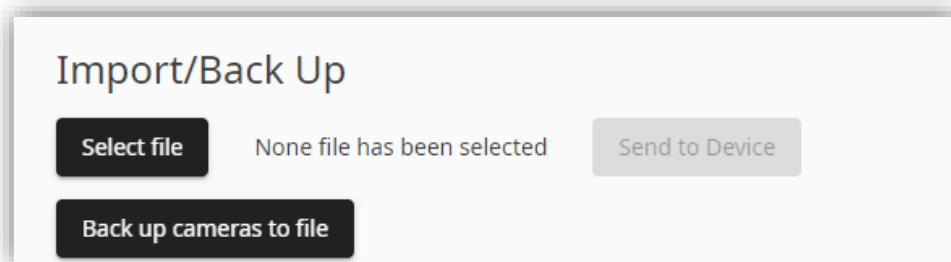 Import/Back Up
Select file None file has been selected Send to Device
Back up cameras to file